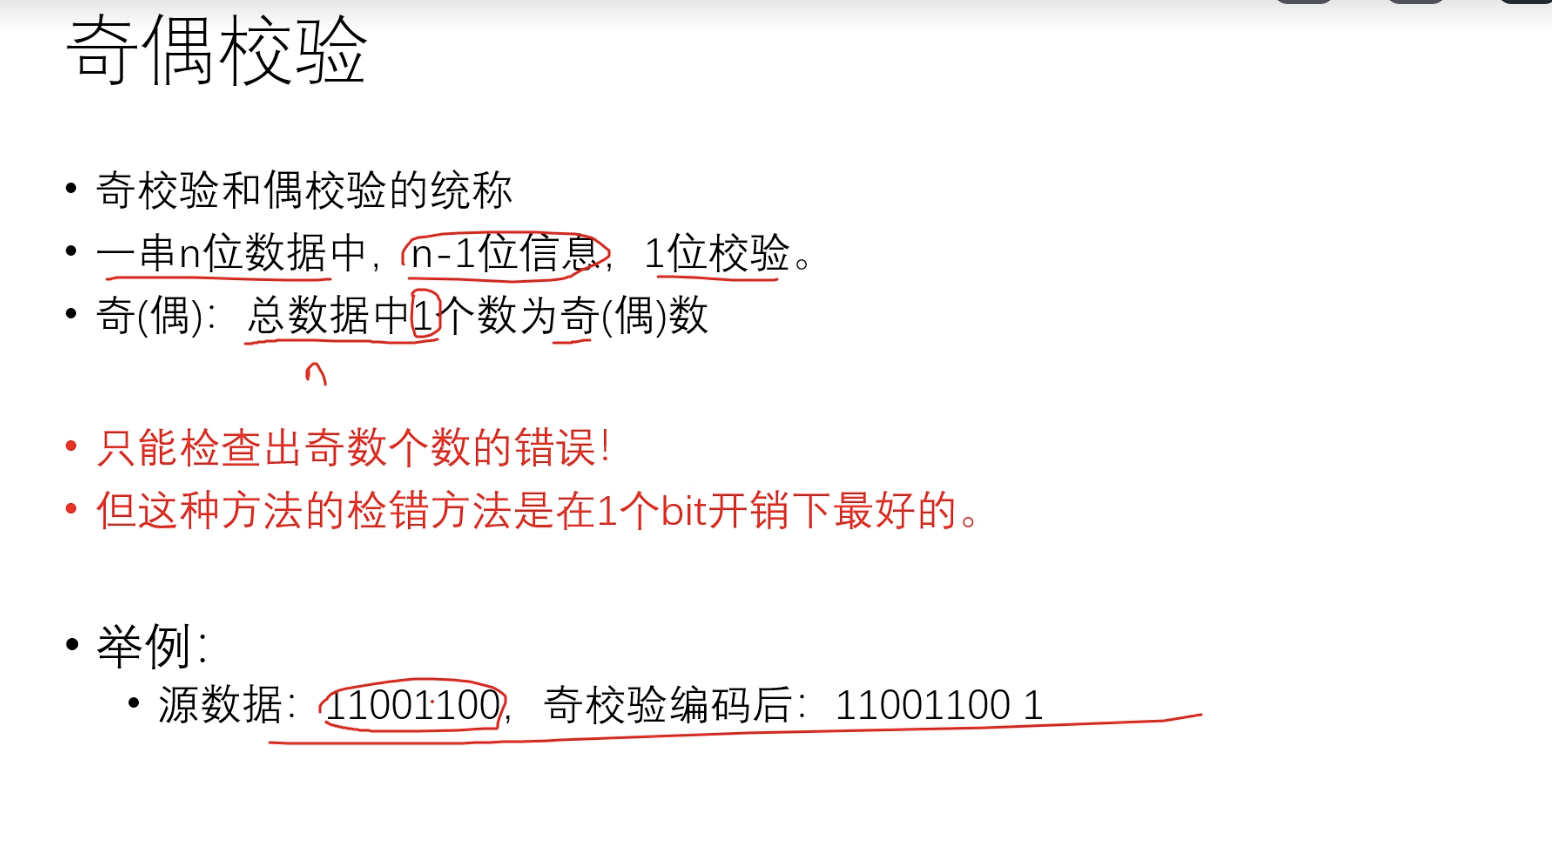 奇偶校验
• 奇校验和偶校验的统称
• 一串n位数据中，n-1位信息，1位校验。
• 奇(偶)：总数据中1个数为奇(偶)数
n
• 只能检查出奇数个数的错误！
• 但这种方法的检错方法是在1个bit开销下最好的。
• 举例：
• 源数据：11001100，奇校验编码后：11001100 1